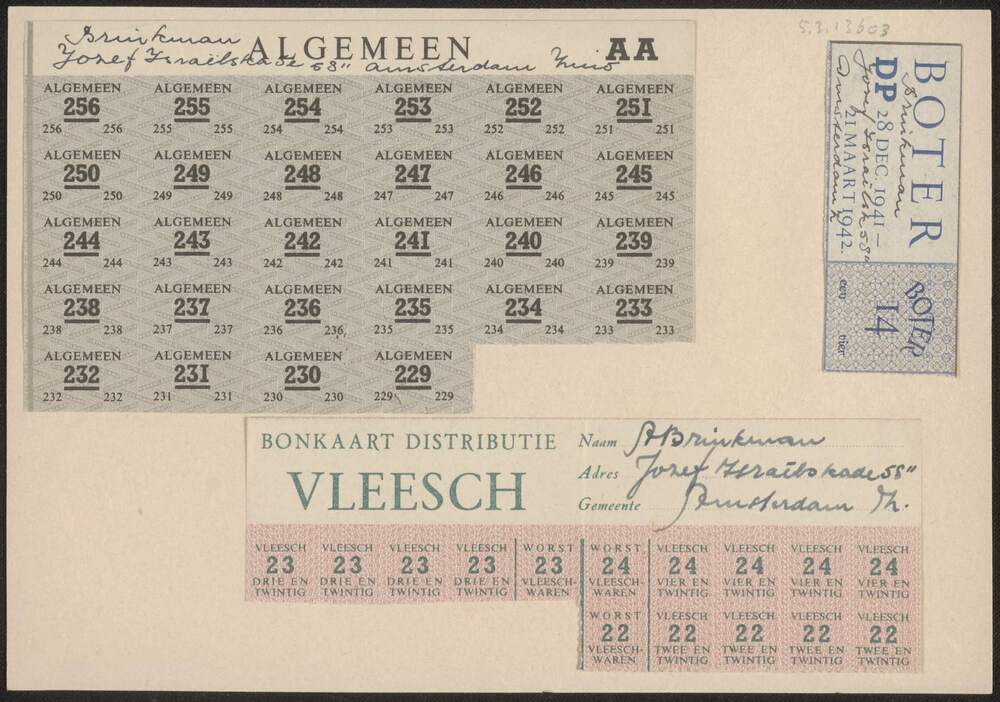 5.3.13603
Brinkman
ALGEMEEN AA
Jozef Israëlskade 58" Amsterdam Zuid
ALGEMEEN ALGEMEEN ALGEMEEN ALGEMEEN ALGEMEEN ALGEMEEN
256 255 254 253 252 251
256 256 255 255 254 254 253 253 252 252 251 251
ALGEMEEN ALGEMEEN ALGEMEEN ALGEMEEN ALGEMEEN ALGEMEEN
250 249 248 247 246 245
250 250 249 249 248 248 247 247 246 246 245 245
ALGEMEEN ALGEMEEN ALGEMEEN ALGEMEEN ALGEMEEN ALGEMEEN
244 243 242 241 240 239
244 244 243 243 242 242 241 241 240 240 239 239
ALGEMEEN ALGEMEEN ALGEMEEN ALGEMEEN ALGEMEEN ALGEMEEN
238 237 236 235 234 233
238 238 237 237 236 236 235 235 234 234 233 233
ALGEMEEN ALGEMEEN ALGEMEEN ALGEMEEN
232 231 230 229
232 232 231 231 230 230 229 229
BOTER
Brinkman
DP 28 DEC. 1941 –
Jozef Israëlsk 58"
21 MAART 1942.
Amsterdam Z
BOTER
14
een vier
BONKAART DISTRIBUTIE
VLEESCH
Naam ABrinkman
Adres Jozef Israëlskade 58"
Gemeente Amsterdam Z.
VLEESCH VLEESCH VLEESCH VLEESCH WORST WORST VLEESCH VLEESCH VLEESCH VLEESCH
23 23 23 23 23 24 24 24 24 24
DRIE EN DRIE EN DRIE EN DRIE EN VLEESCH- VLEESCH- VIER EN VIER EN VIER EN VIER EN
TWINTIG TWINTIG TWINTIG TWINTIG WAREN WAREN TWINTIG TWINTIG TWINTIG TWINTIG
WORST VLEESCH VLEESCH VLEESCH VLEESCH
22 22 22 22 22
VLEESCH- TWEE EN TWEE EN TWEE EN TWEE EN
WAREN TWINTIG TWINTIG TWINTIG TWINTIG